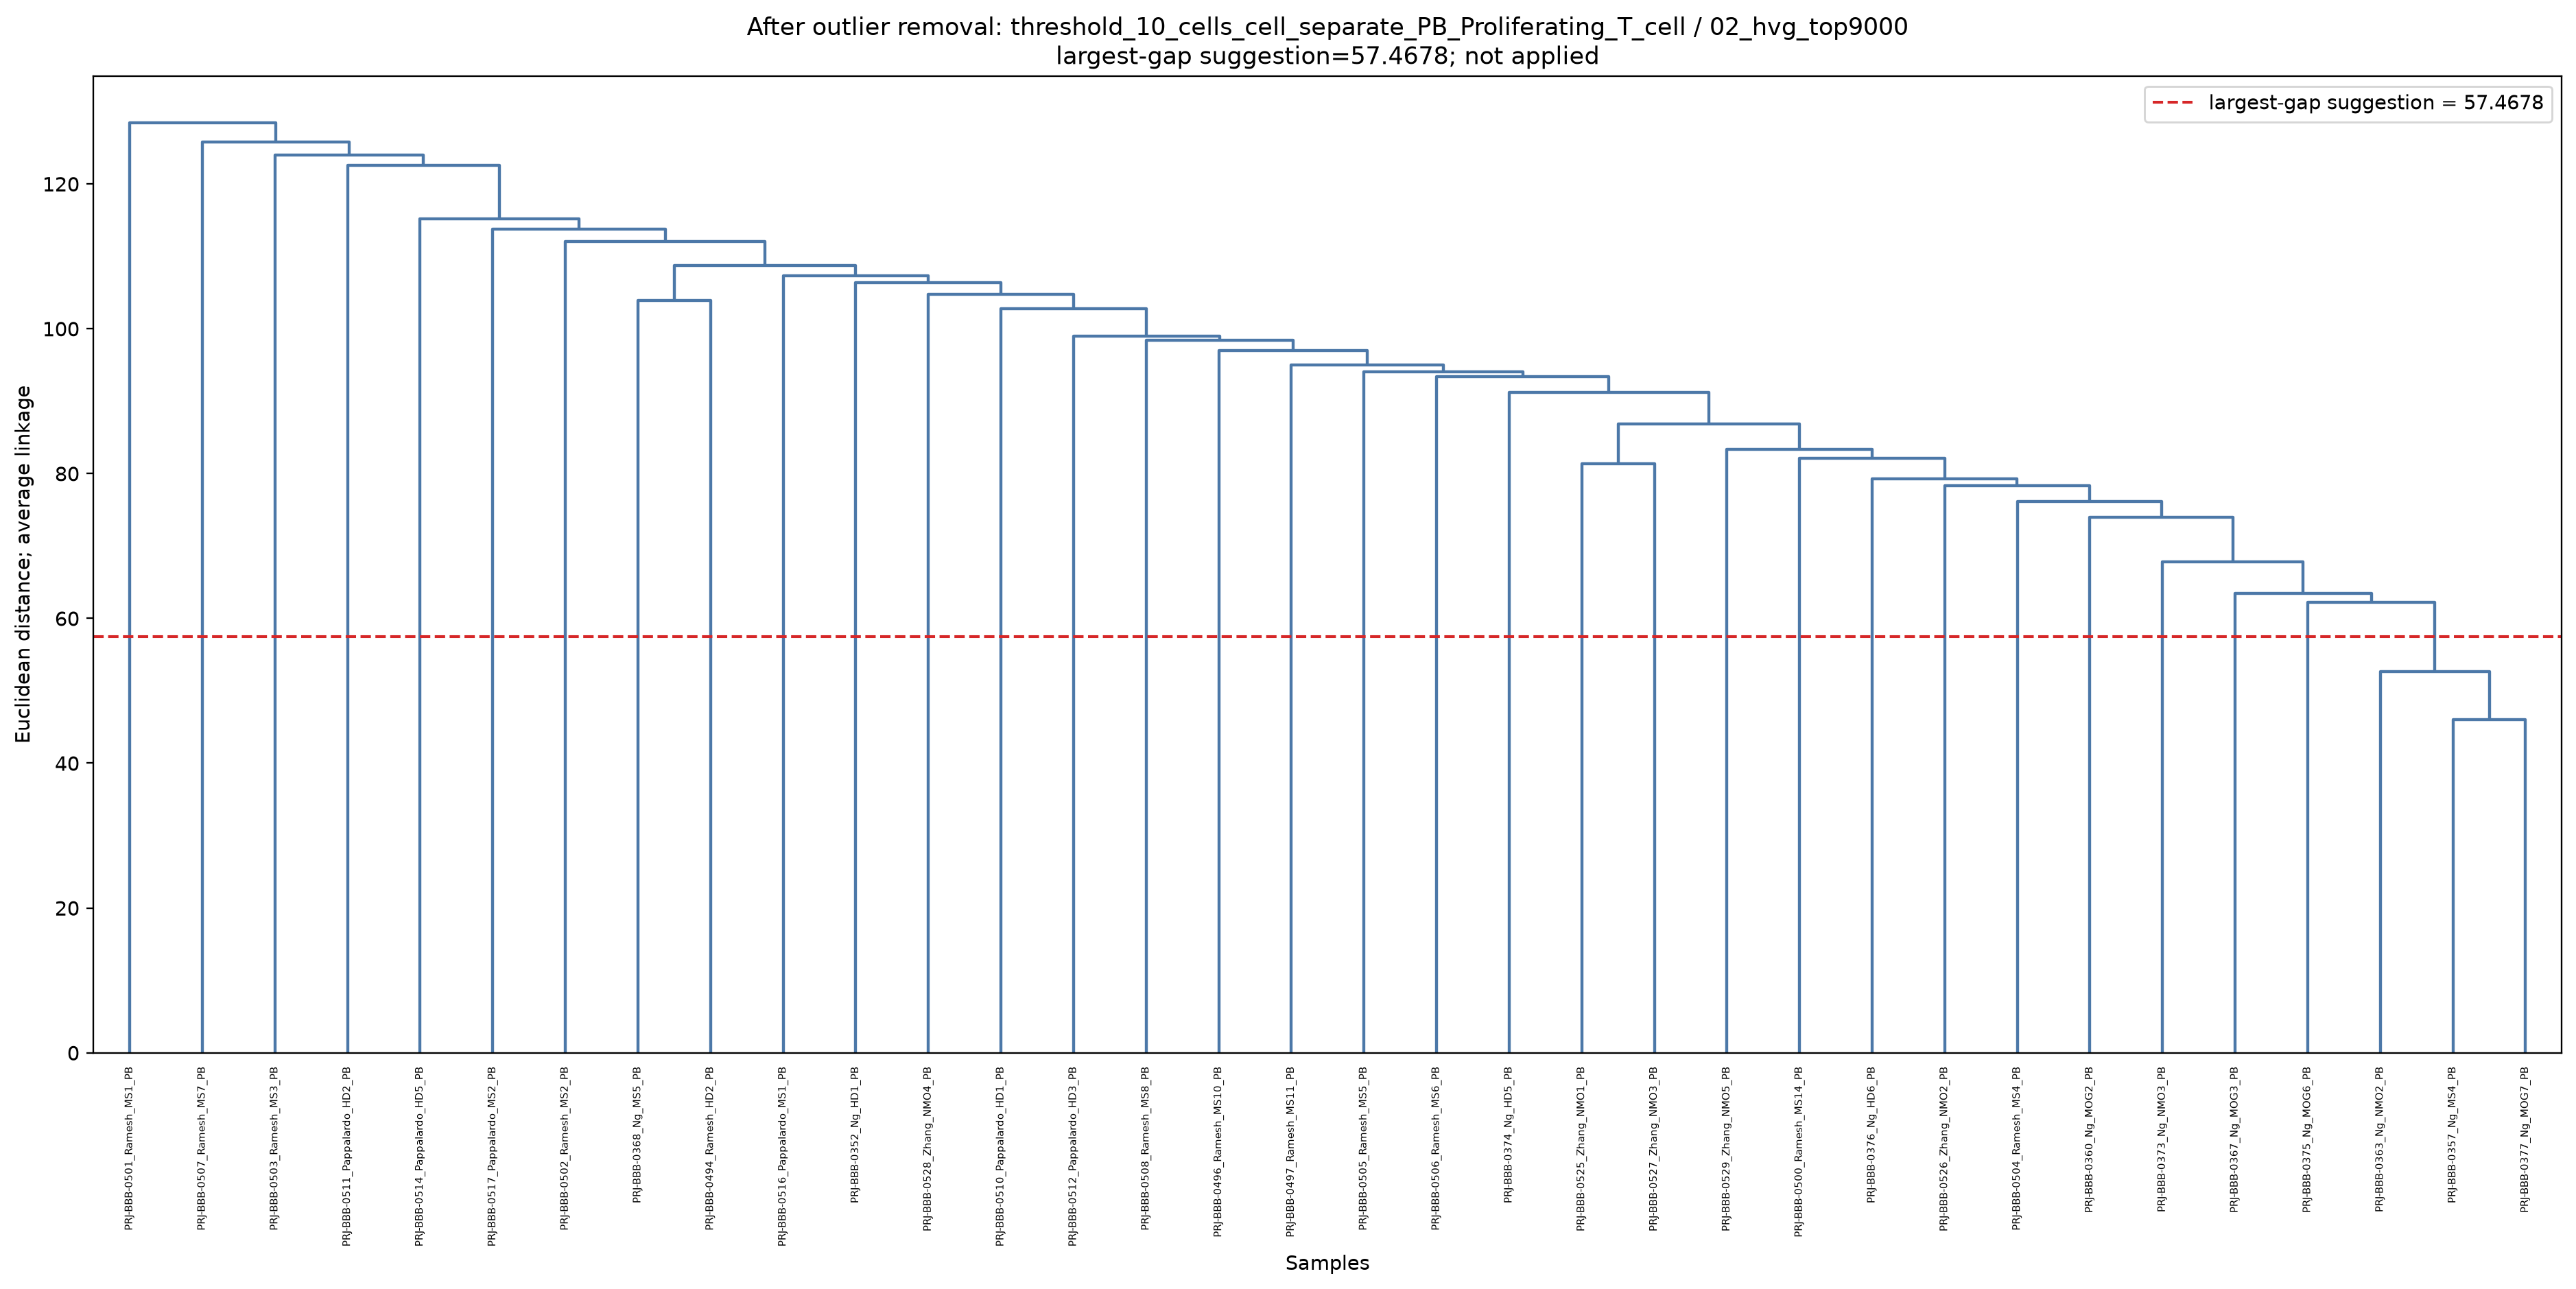 After outlier removal: threshold_10_cells_cell_separate_PB_Proliferating_T_cell / 02_hvg_top9000
largest-gap suggestion=57.4678; not applied
largest-gap suggestion = 57.4678
Euclidean distance; average linkage
120
100
80
60
40
20
0
PRJ-BBB-0501_Ramesh_MS1_PB
PRJ-BBB-0507_Ramesh_MS7_PB
PRJ-BBB-0503_Ramesh_MS3_PB
PRJ-BBB-0511_Pappalardo_HD2_PB
PRJ-BBB-0514_Pappalardo_HD5_PB
PRJ-BBB-0517_Pappalardo_MS2_PB
PRJ-BBB-0502_Ramesh_MS2_PB
PRJ-BBB-0368_Ng_MS5_PB
PRJ-BBB-0494_Ramesh_HD2_PB
PRJ-BBB-0516_Pappalardo_MS1_PB
PRJ-BBB-0352_Ng_HD1_PB
PRJ-BBB-0528_Zhang_NMO4_PB
PRJ-BBB-0510_Pappalardo_HD1_PB
PRJ-BBB-0512_Pappalardo_HD3_PB
PRJ-BBB-0508_Ramesh_MS8_PB
PRJ-BBB-0496_Ramesh_MS10_PB
PRJ-BBB-0497_Ramesh_MS11_PB
PRJ-BBB-0505_Ramesh_MS5_PB
PRJ-BBB-0506_Ramesh_MS6_PB
PRJ-BBB-0374_Ng_HD5_PB
PRJ-BBB-0525_Zhang_NMO1_PB
PRJ-BBB-0527_Zhang_NMO3_PB
PRJ-BBB-0529_Zhang_NMO5_PB
PRJ-BBB-0500_Ramesh_MS14_PB
PRJ-BBB-0376_Ng_HD6_PB
PRJ-BBB-0526_Zhang_NMO2_PB
PRJ-BBB-0504_Ramesh_MS4_PB
PRJ-BBB-0360_Ng_MOG2_PB
PRJ-BBB-0373_Ng_NMO3_PB
PRJ-BBB-0367_Ng_MOG3_PB
PRJ-BBB-0375_Ng_MOG6_PB
PRJ-BBB-0363_Ng_NMO2_PB
PRJ-BBB-0357_Ng_MS4_PB
PRJ-BBB-0377_Ng_MOG7_PB
Samples